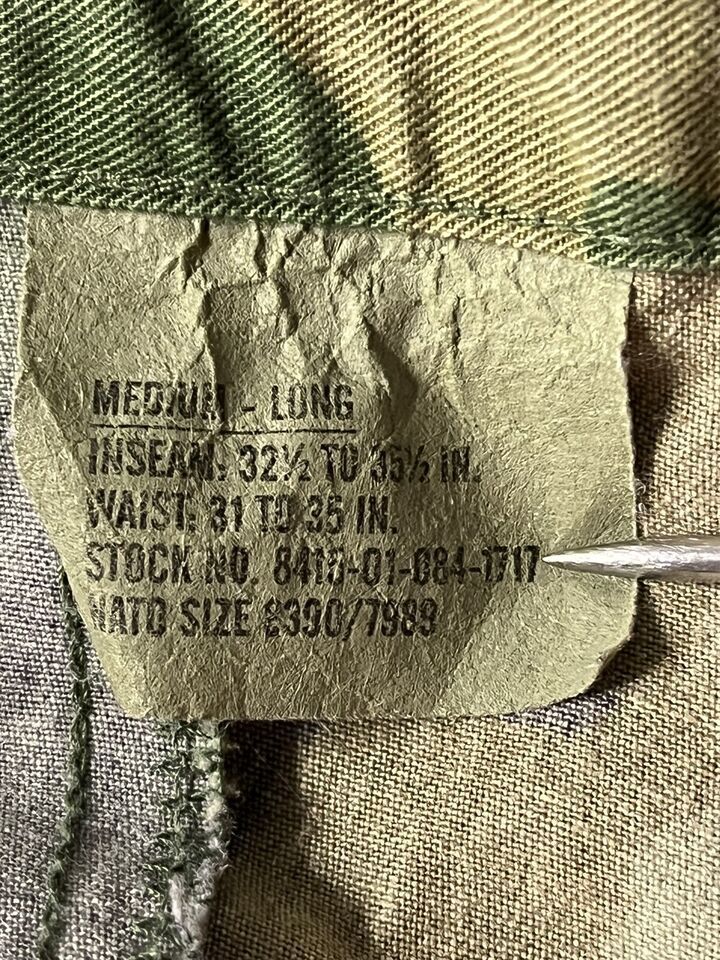 MEDIUM - LONG
INSEAM: 32½ TO 35½ IN.
WAIST: 31 TO 35 IN.
STOCK NO. 8415-01-084-1717
NATO SIZE 8390/7989